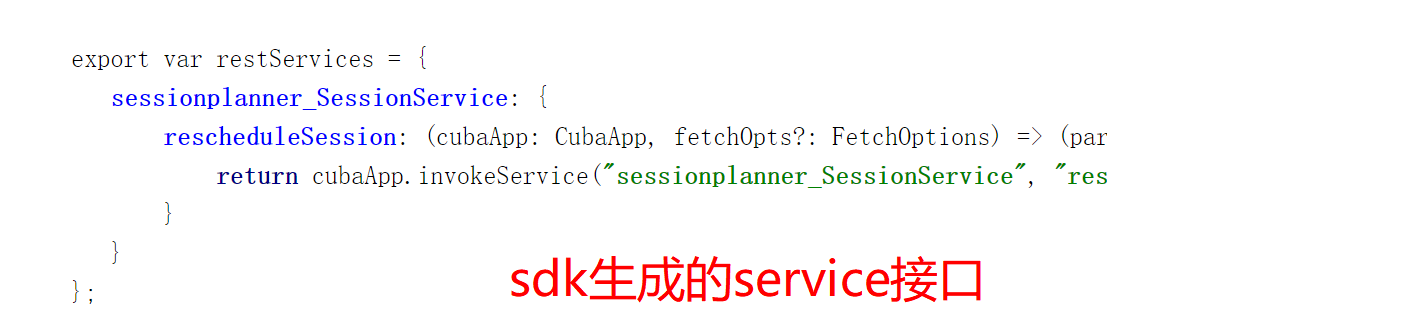 export var restServices = {
sessionplanner_SessionService: {
rescheduleSession: (cubaApp: CubaApp, fetchOpts?: FetchOptions) => (par
return cubaApp.invokeService("sessionplanner_SessionService", "res
}
}
};
sdk生成的service接口